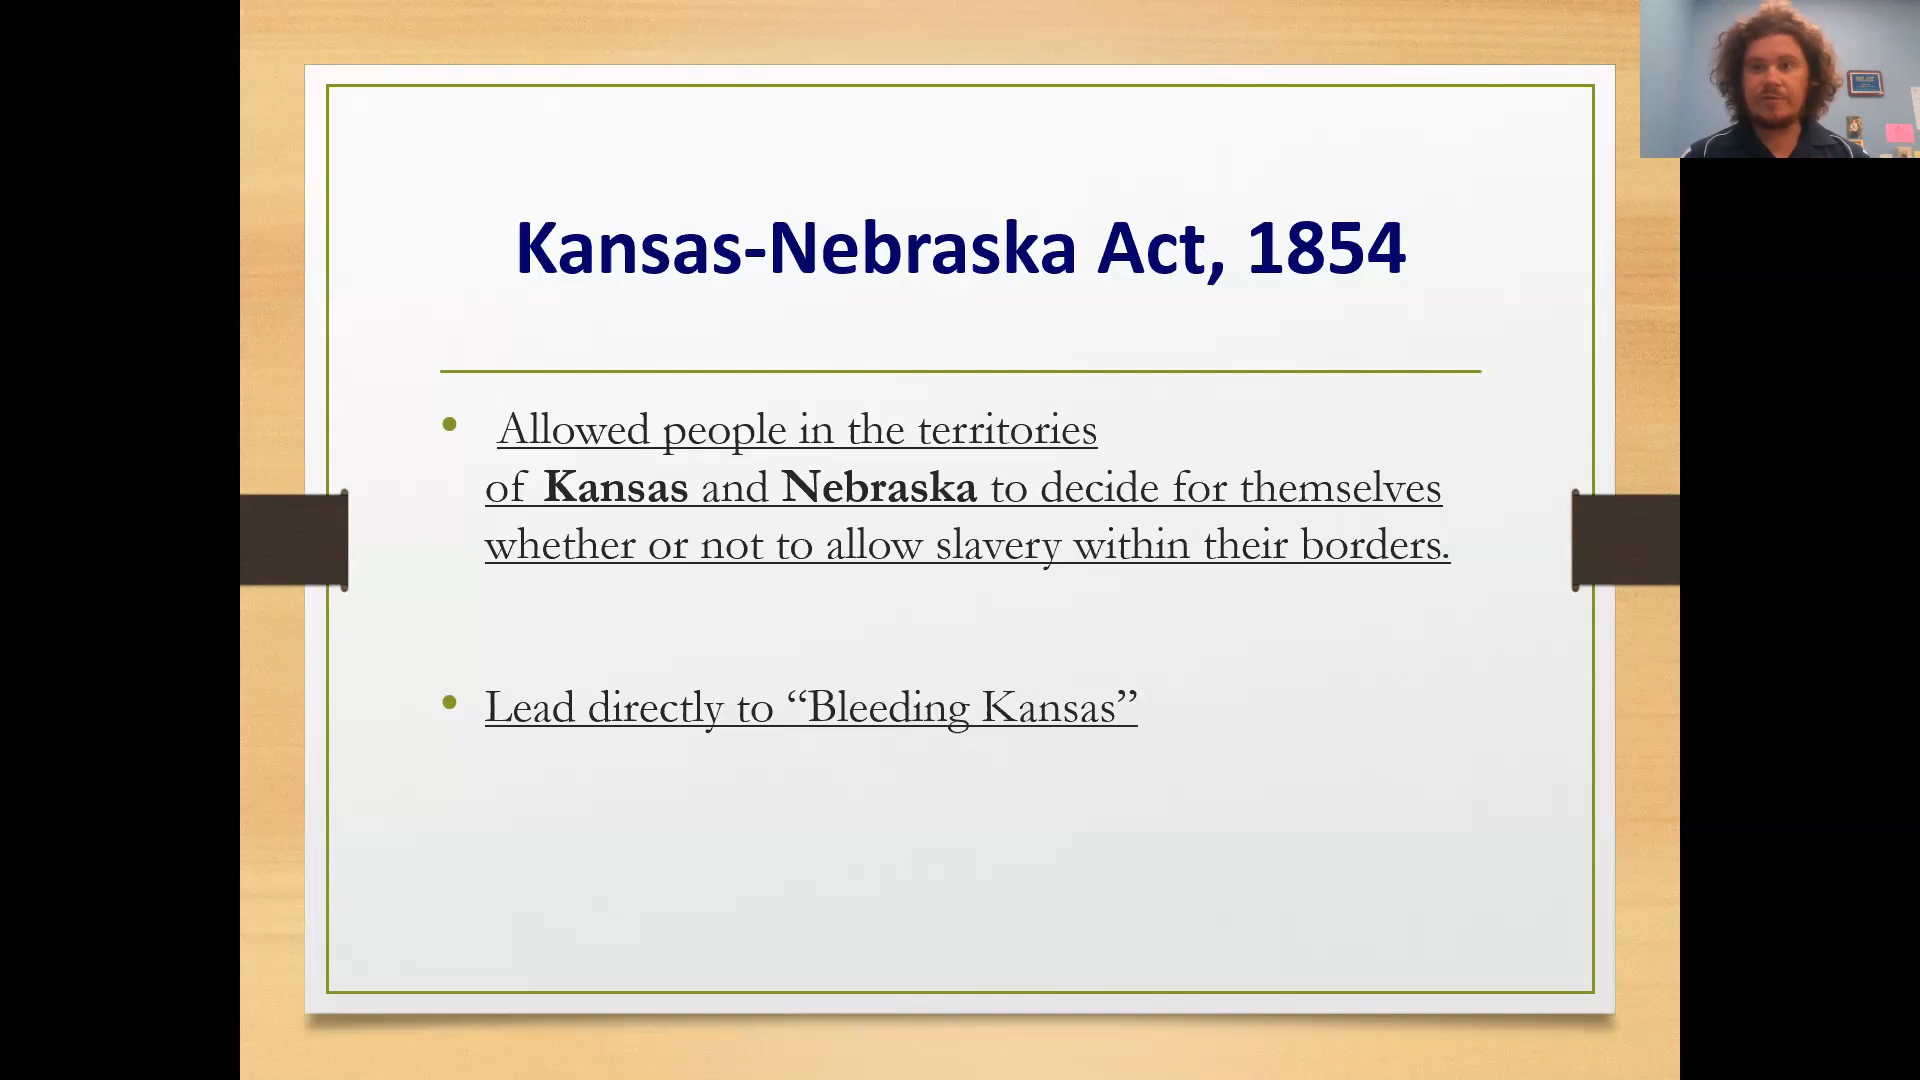 Kansas-Nebraska Act, 1854
• Allowed people in the territories
of Kansas and Nebraska to decide for themselves
whether or not to allow slavery within their borders.
• Lead directly to “Bleeding Kansas”